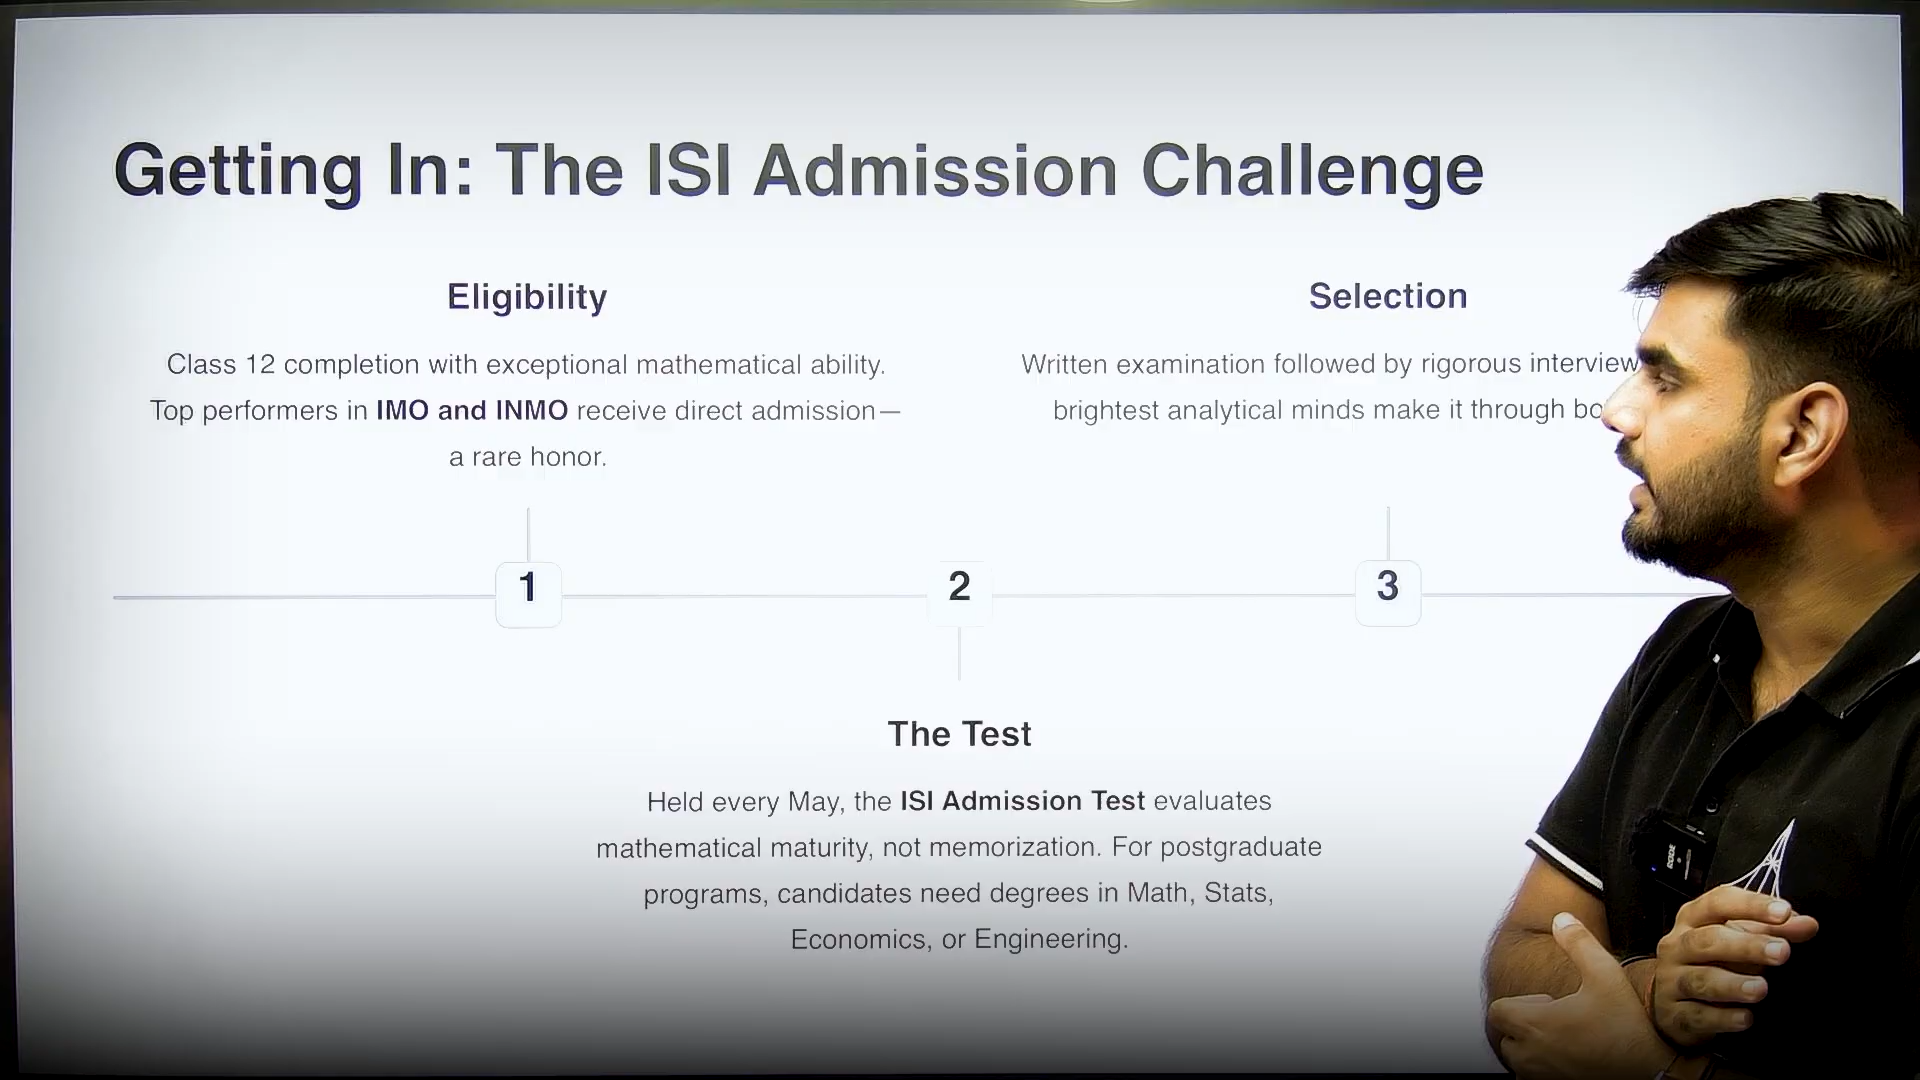 Getting In: The ISI Admission Challenge
Eligibility
Class 12 completion with exceptional mathematical ability.
Top performers in IMO and INMO receive direct admission—
a rare honor.
Selection
Written examination followed by rigorous interview
brightest analytical minds make it through
1
2
3
The Test
Held every May, the ISI Admission Test evaluates
mathematical maturity, not memorization. For postgraduate
programs, candidates need degrees in Math, Stats,
Economics, or Engineering.
RODE